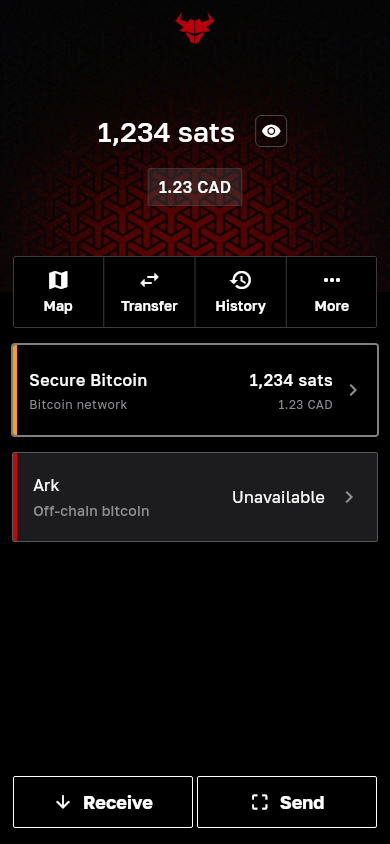 1,234 sats
1.23 CAD
Map
Transfer
History
More
Secure Bitcoin
1,234 sats
Bitcoin network
1.23 CAD
Ark
Unavailable
Off-chain bitcoin
Receive
Send